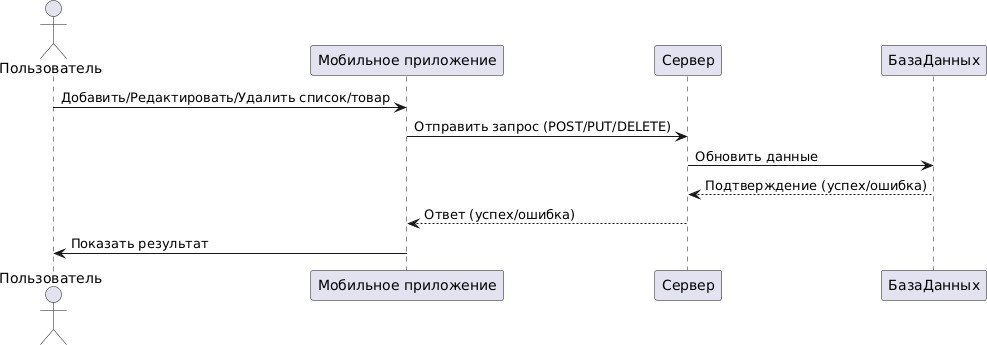 Пользователь
Мобильное приложение
Сервер
БазаДанных
Добавить/Редактировать/Удалить список/товар
Отправить запрос (POST/PUT/DELETE)
Обновить данные
Подтверждение (успех/ошибка)
Ответ (успех/ошибка)
Показать результат
Пользователь
Мобильное приложение
Сервер
БазаДанных